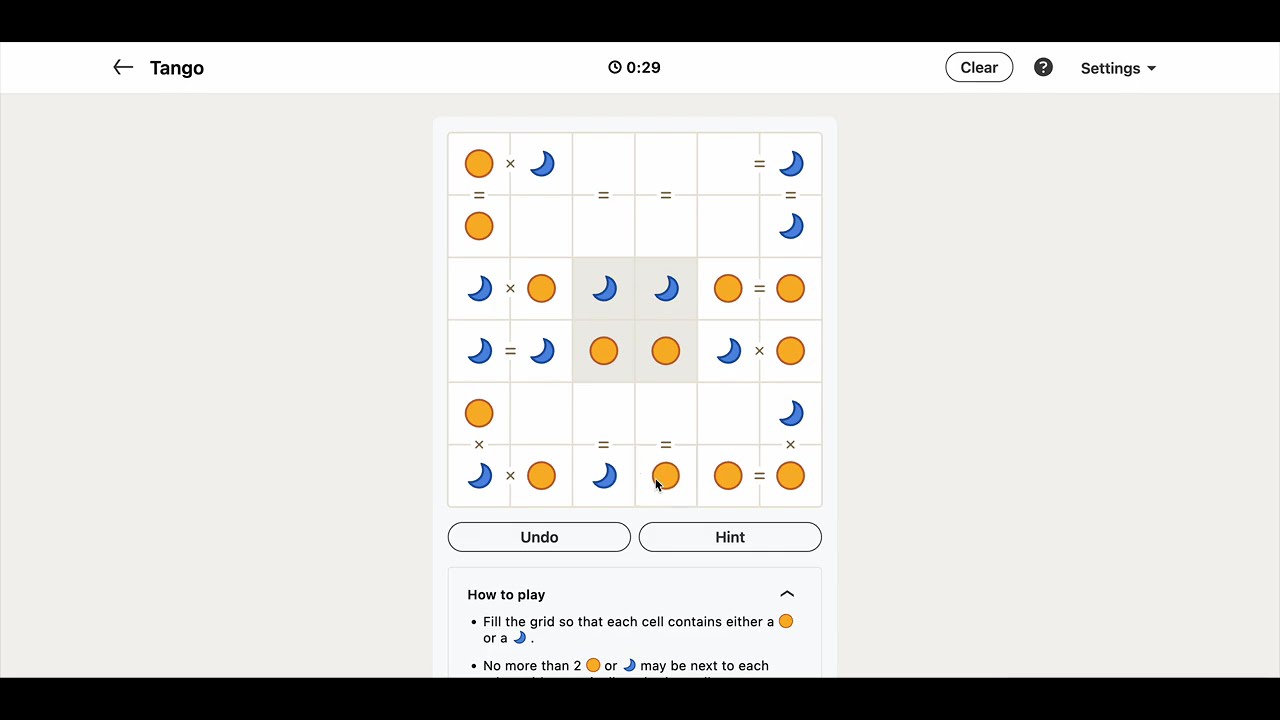 Tango
0:29
Clear
?
Settings
× =
= = = =
× =
= ×
× = = ×
× =
Undo
Hint
How to play
• Fill the grid so that each cell contains either a
or a .
• No more than 2 or may be next to each